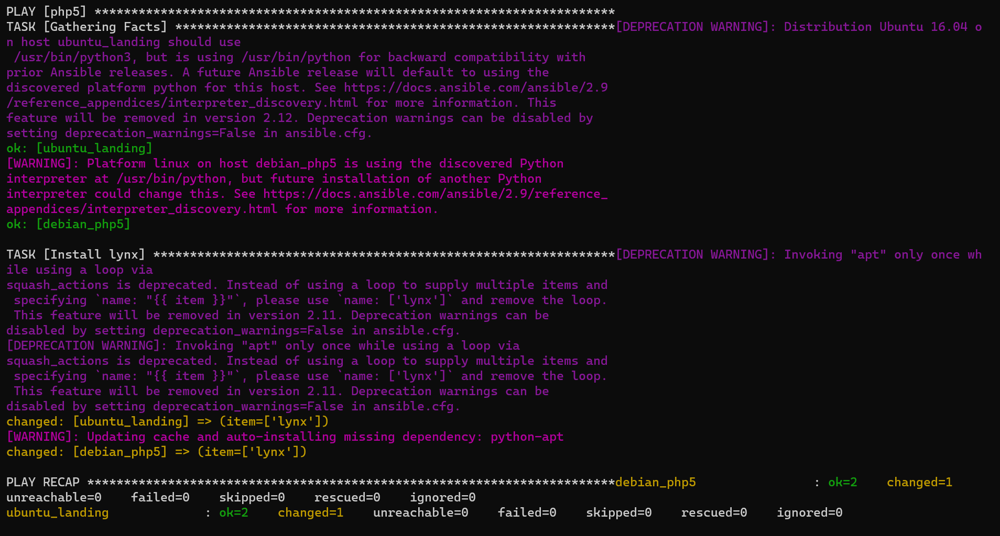 PLAY [php5] ***********************************************************************
TASK [Gathering Facts] ************************************************************[DEPRECATION WARNING]: Distribution Ubuntu 16.04 o
n host ubuntu_landing should use
 /usr/bin/python3, but is using /usr/bin/python for backward compatibility with
prior Ansible releases. A future Ansible release will default to using the
discovered platform python for this host. See https://docs.ansible.com/ansible/2.9
/reference_appendices/interpreter_discovery.html for more information. This
feature will be removed in version 2.12. Deprecation warnings can be disabled by
setting deprecation_warnings=False in ansible.cfg.
ok: [ubuntu_landing]
[WARNING]: Platform linux on host debian_php5 is using the discovered Python
interpreter at /usr/bin/python, but future installation of another Python
interpreter could change this. See https://docs.ansible.com/ansible/2.9/reference_
appendices/interpreter_discovery.html for more information.
ok: [debian_php5]

TASK [Install lynx] ***************************************************************[DEPRECATION WARNING]: Invoking "apt" only once wh
ile using a loop via
squash_actions is deprecated. Instead of using a loop to supply multiple items and
 specifying `name: "{{ item }}"`, please use `name: ['lynx']` and remove the loop.
 This feature will be removed in version 2.11. Deprecation warnings can be
disabled by setting deprecation_warnings=False in ansible.cfg.
[DEPRECATION WARNING]: Invoking "apt" only once while using a loop via
squash_actions is deprecated. Instead of using a loop to supply multiple items and
 specifying `name: "{{ item }}"`, please use `name: ['lynx']` and remove the loop.
 This feature will be removed in version 2.11. Deprecation warnings can be
disabled by setting deprecation_warnings=False in ansible.cfg.
changed: [ubuntu_landing] => (item=['lynx'])
[WARNING]: Updating cache and auto-installing missing dependency: python-apt
changed: [debian_php5] => (item=['lynx'])

PLAY RECAP ************************************************************************debian_php5                : ok=2    changed=1
unreachable=0    failed=0    skipped=0    rescued=0    ignored=0
ubuntu_landing             : ok=2    changed=1    unreachable=0    failed=0    skipped=0    rescued=0    ignored=0